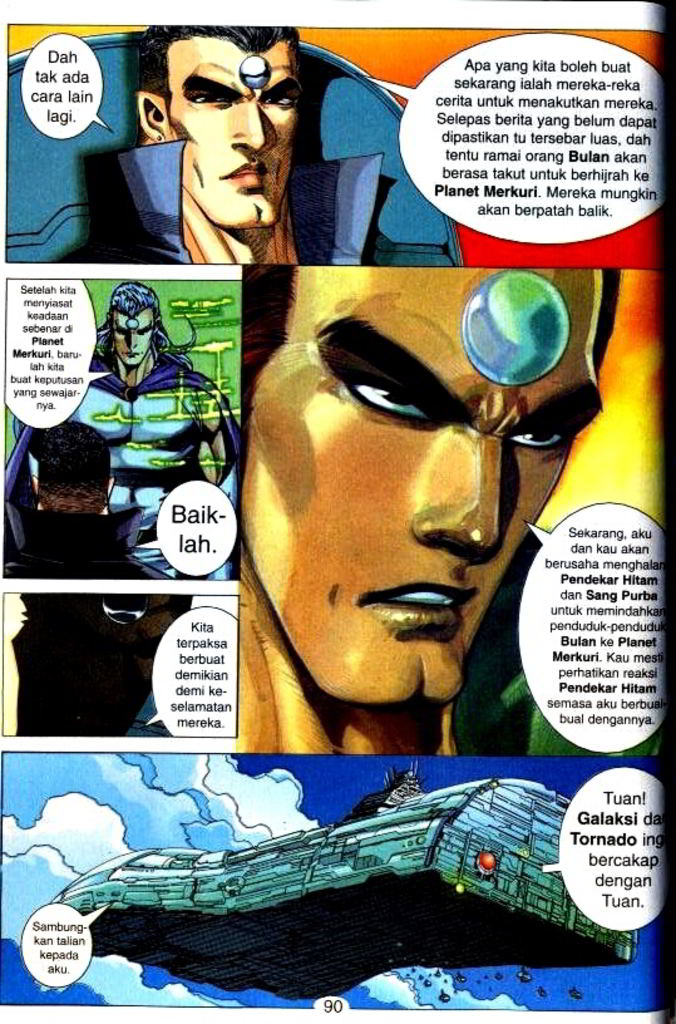 Dah
tak ada
cara lain
lagi.
Apa yang kita boleh buat
sekarang ialah mereka-reka
cerita untuk menakutkan mereka.
Selepas berita yang belum dapat
dipastikan tu tersebar luas, dah
tentu ramai orang Bulan akan
berasa takut untuk berhijrah ke
Planet Merkuri. Mereka mungkin
akan berpatah balik.
Setelah kita
menyiasat
keadaan
sebenar di
Planet
Merkuri, baru-
lah kita
buat keputusan
yang sewajar-
nya.
Baik-
lah.
Sekarang, aku
dan kau akan
berusaha menghalan
Pendekar Hitam
dan Sang Purba
untuk memindahkan
penduduk-penduduk
Bulan ke Planet
Merkuri. Kau mesti
perhatikan reaksi
Pendekar Hitam
semasa aku berbual-
bual dengannya.
Kita
terpaksa
berbuat
demikian
demi ke-
selamatan
mereka.
Tuan!
Galaksi da
Tornado ing
bercakap
dengan
Tuan.
Sambung-
kan talian
kepada
aku.
90